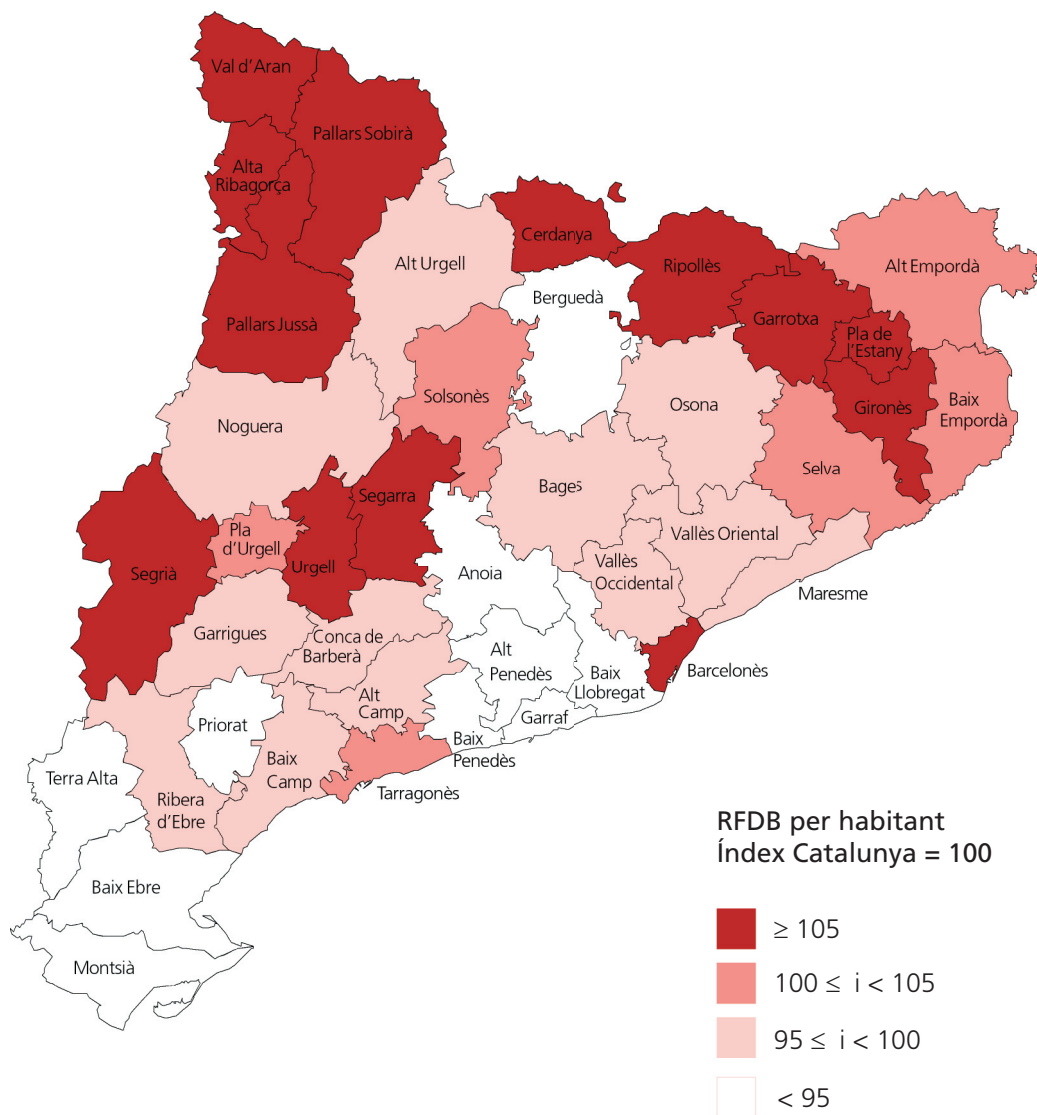 Val d'Aran
Pallars Sobirà
Alta
Ribagorça
Cerdanya
Ripollès
Alt Empordà
Alt Urgell
Berguedà
Garrotxa
Pla de
l'Estany
Pallars Jussà
Solsonès
Osona
Gironès
Baix
Empordà
Noguera
Selva
Segarra
Bages
Pla
d'Urgell
Vallès Oriental
Segrià
Urgell
Anoia
Vallès
Occidental
Maresme
Garrigues
Conca de
Barberà
Alt
Penedès
Baix
Llobregat
Barcelonès
Alt
Camp
Priorat
Garraf
Baix
Penedès
Baix
Camp
Terra Alta
Tarragonès
Ribera
d'Ebre
Baix Ebre
Montsià
RFDB per habitant
Índex Catalunya = 100
≥ 105
100 ≤ i < 105
95 ≤ i < 100
< 95